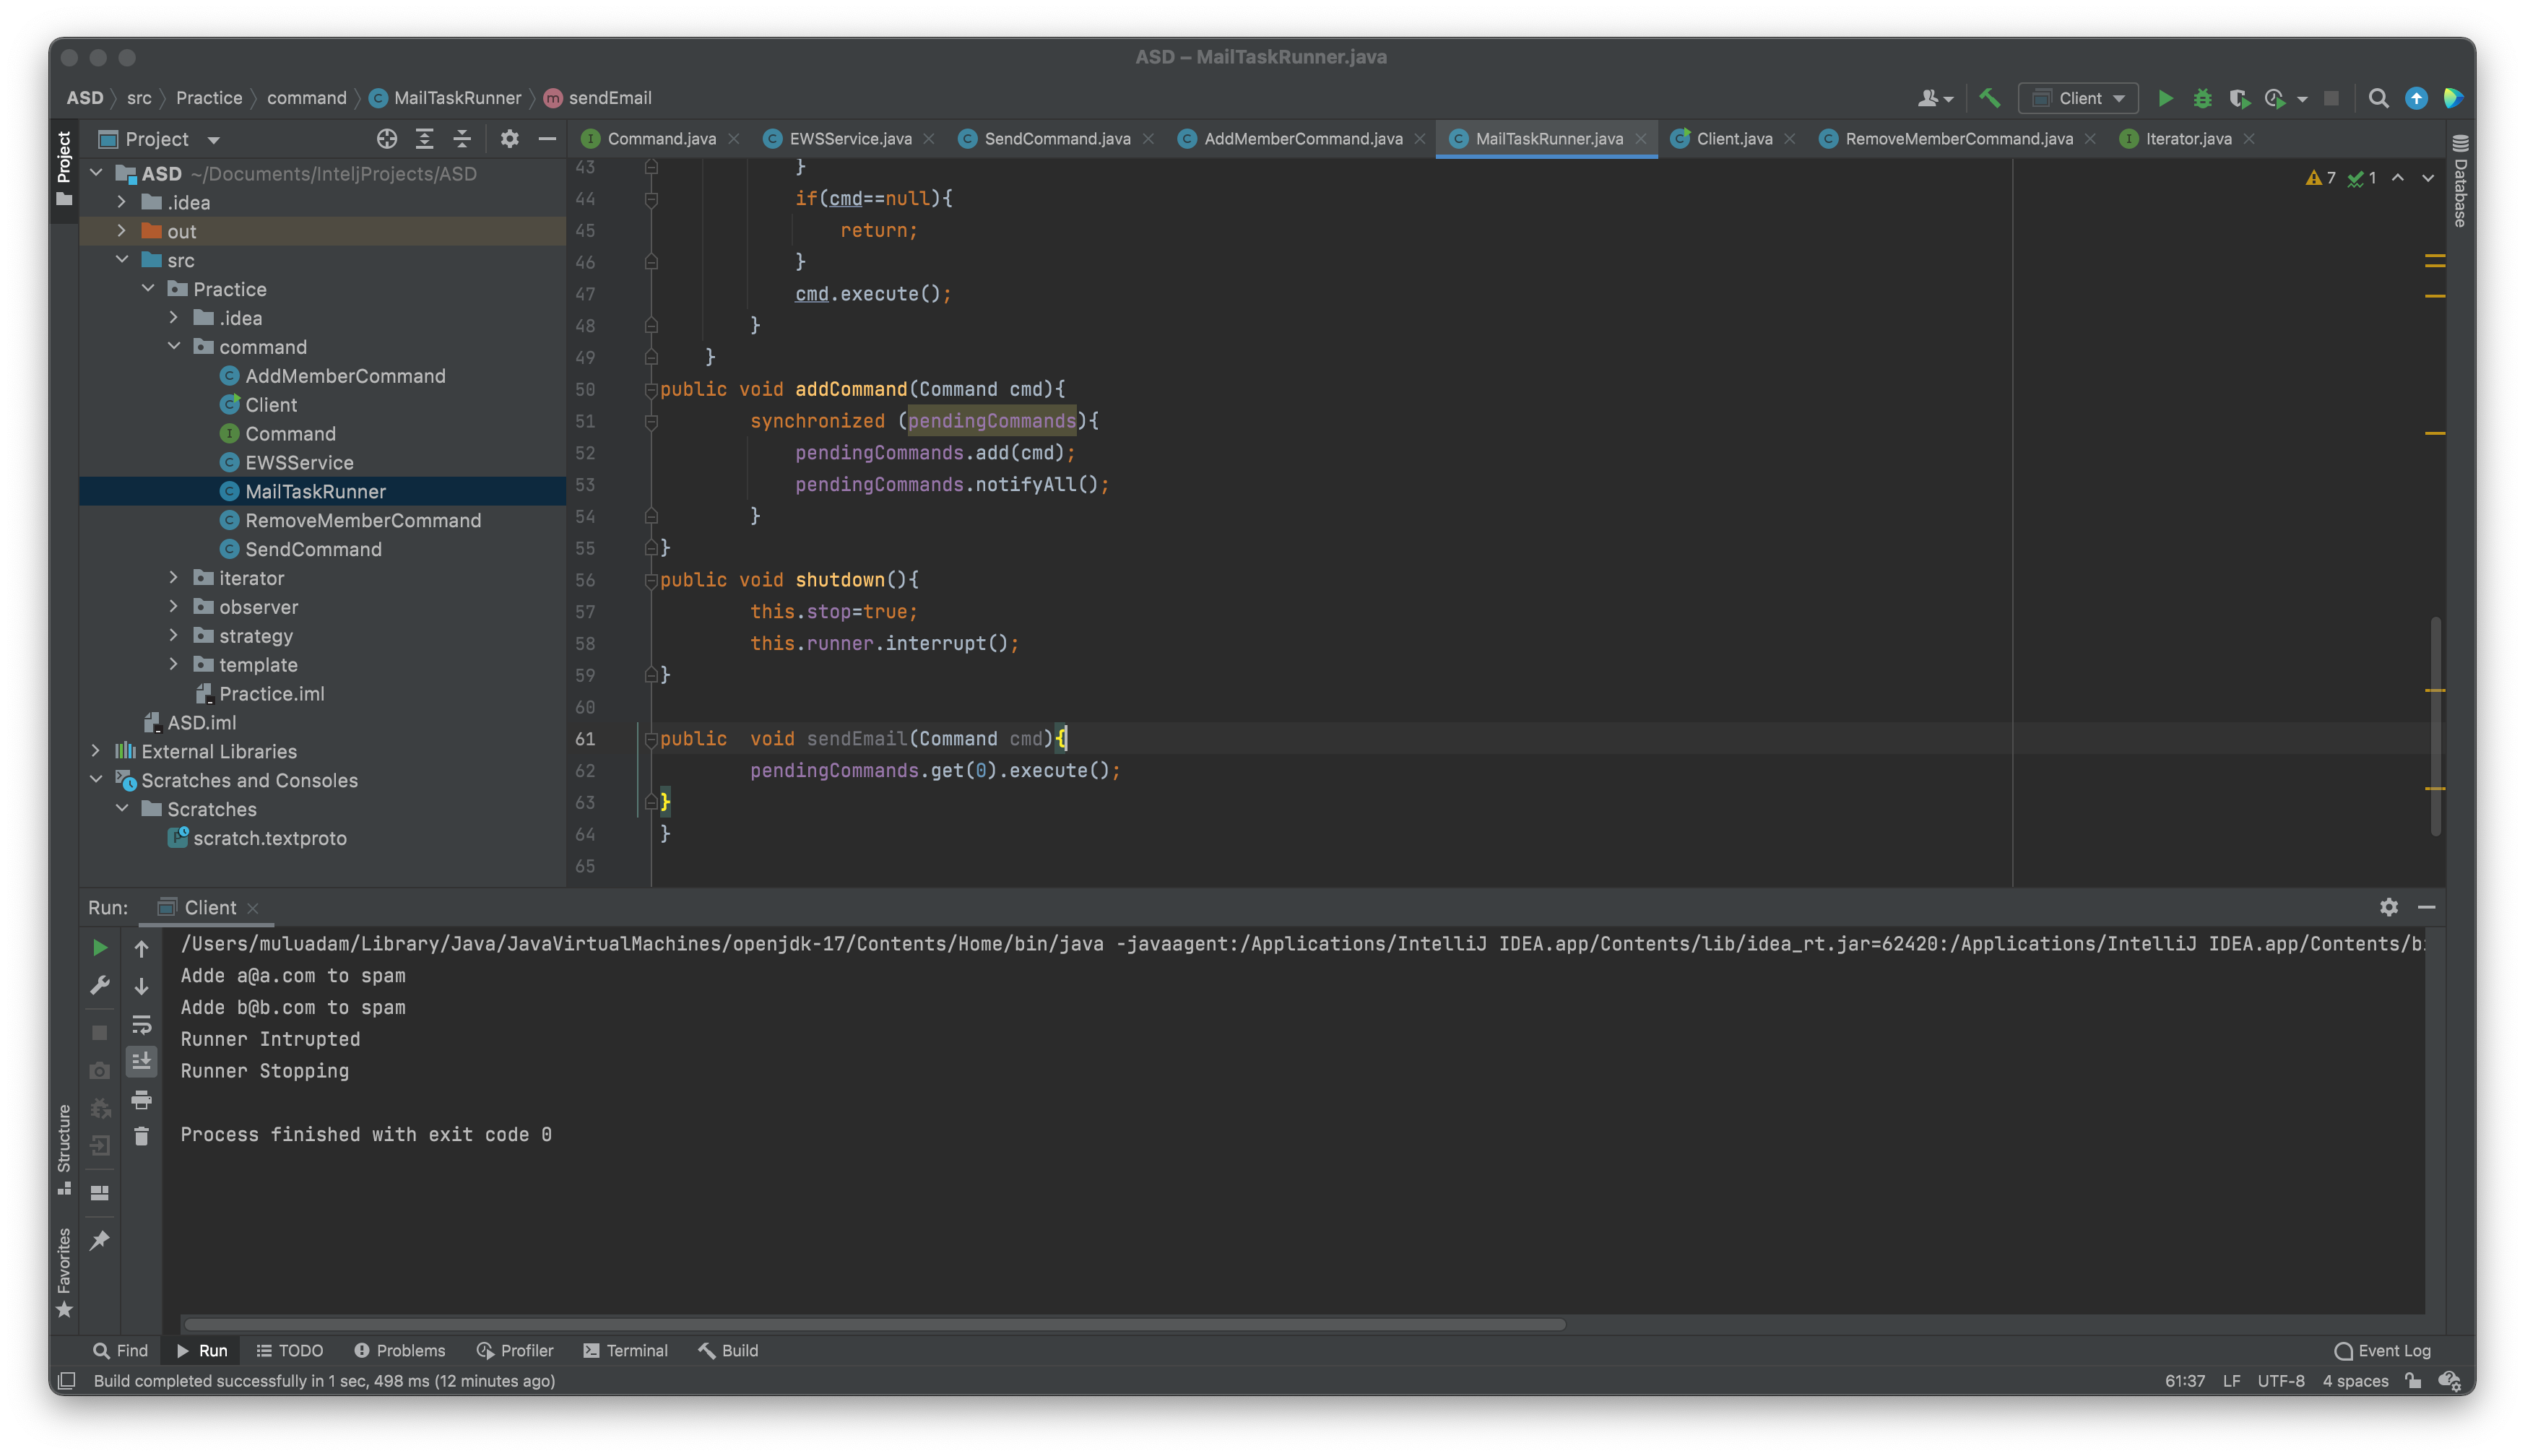 ASD – MailTaskRunner.java
ASD src Practice command C MailTaskRunner m sendEmail
Client
Project
Project
I Command.java
C EWSService.java
C SendCommand.java
C AddMemberCommand.java
C MailTaskRunner.java
C Client.java
C RemoveMemberCommand.java
I Iterator.java
Database
ASD ~/Documents/InteljProjects/ASD
.idea
out
src
Practice
.idea
command
C AddMemberCommand
C Client
I Command
C EWSService
C MailTaskRunner
C RemoveMemberCommand
C SendCommand
iterator
observer
strategy
template
Practice.iml
ASD.iml
External Libraries
Scratches and Consoles
Scratches
scratch.textproto
7 1
43 }
44 if(cmd==null){
45 return;
46 }
47 cmd.execute();
48 }
49 }
50 public void addCommand(Command cmd){
51 synchronized (pendingCommands){
52 pendingCommands.add(cmd);
53 pendingCommands.notifyAll();
54 }
55 }
56 public void shutdown(){
57 this.stop=true;
58 this.runner.interrupt();
59 }
60
61 public  void sendEmail(Command cmd){
62 pendingCommands.get(0).execute();
63 }
64 }
65
Run: Client
/Users/muluadam/Library/Java/JavaVirtualMachines/openjdk-17/Contents/Home/bin/java -javaagent:/Applications/IntelliJ IDEA.app/Contents/lib/idea_rt.jar=62420:/Applications/IntelliJ IDEA.app/Contents/b
Adde a@a.com to spam
Adde b@b.com to spam
Runner Intrupted
Runner Stopping
Process finished with exit code 0
Structure
Favorites
Find Run TODO Problems Profiler Terminal Build Event Log
Build completed successfully in 1 sec, 498 ms (12 minutes ago) 61:37 LF UTF-8 4 spaces